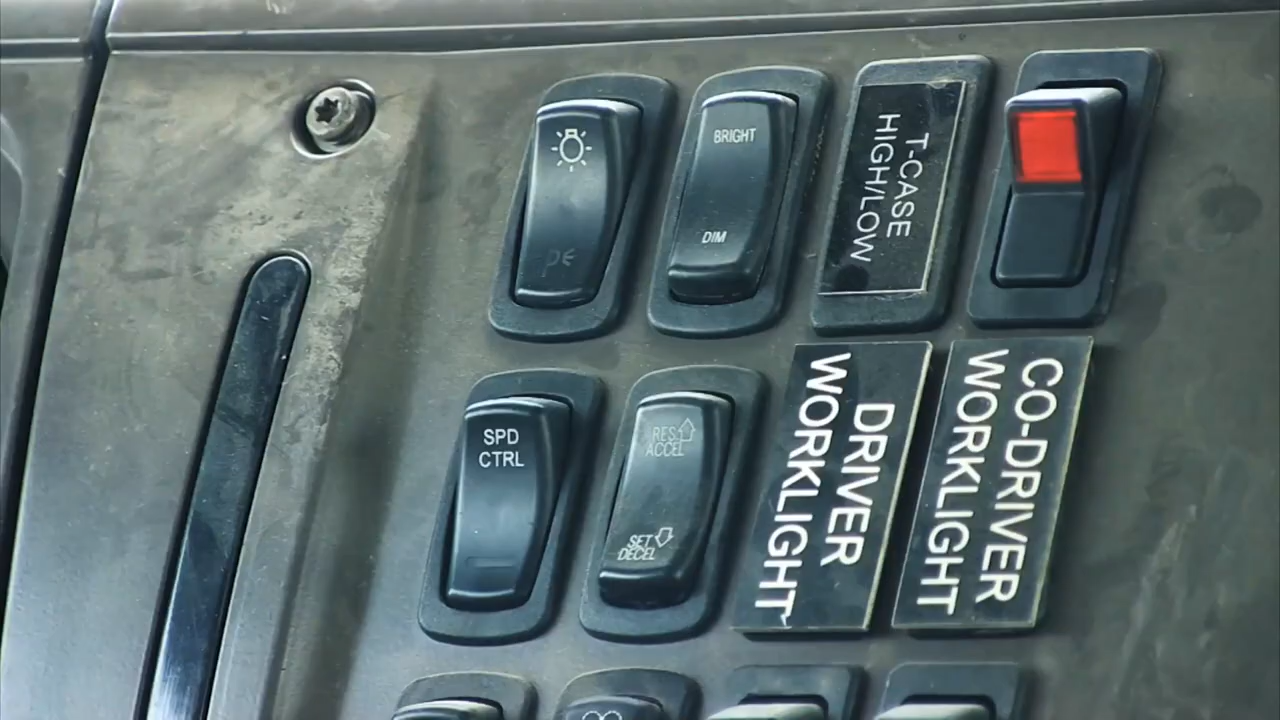 BRIGHT
DIM
T-CASE
HIGH/LOW
SPD
CTRL
RES.
ACCEL
SET
DECEL
DRIVER
WORKLIGHT
CO-DRIVER
WORKLIGHT